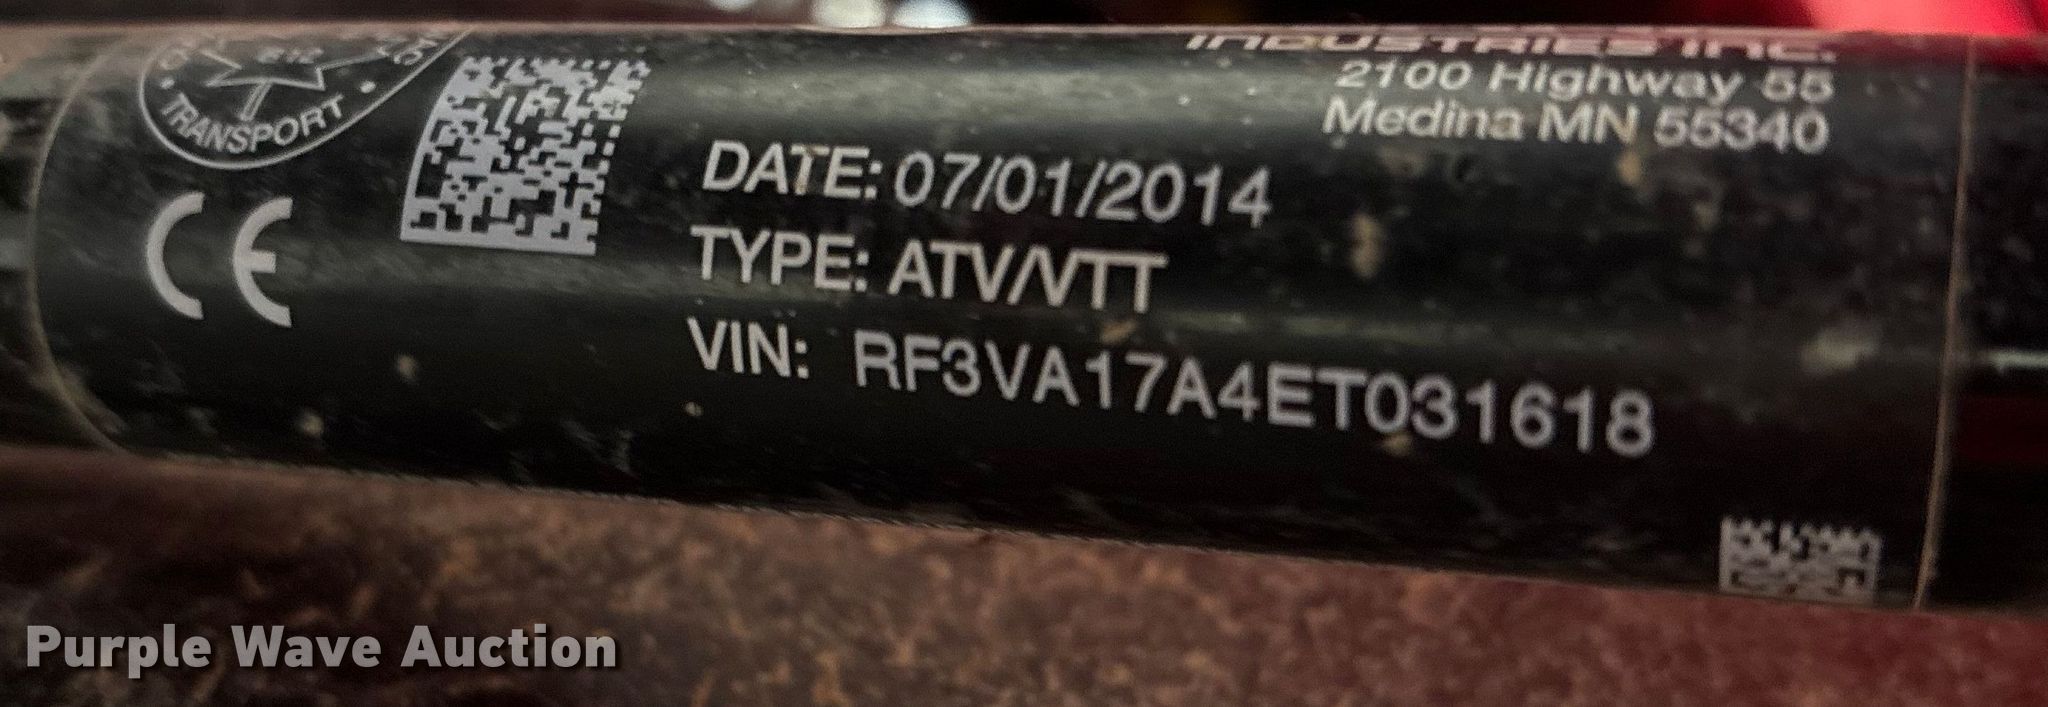 INDUSTRIES INC.
2100 Highway 55
Medina MN 55340
TRANSPORT
DATE: 07/01/2014
TYPE: ATV/VTT
VIN: RF3VA17A4ET031618
CE
Purple Wave Auction